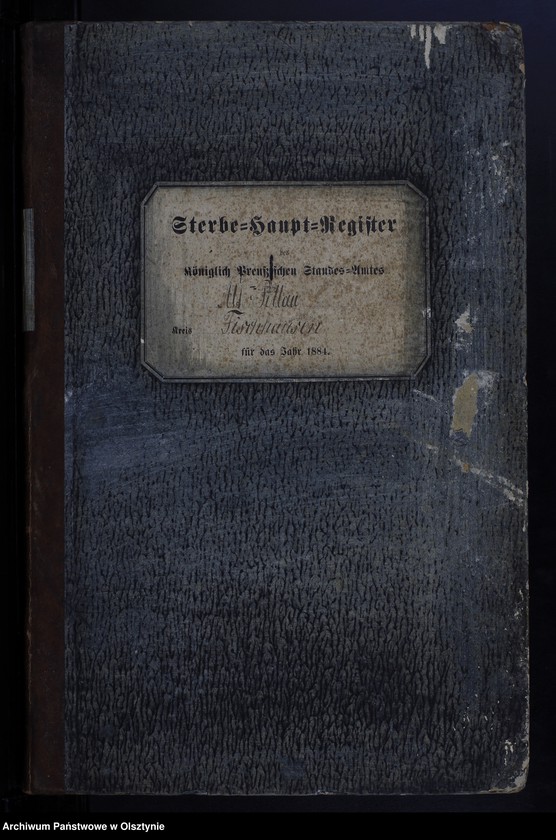 Sterbe=Haupt=Register
des
Königlich Preußischen Standes=Amtes
Alt=Pillau
Kreis Fischhausen
für das Jahr 1884.
Archiwum Państwowe w Olsztynie